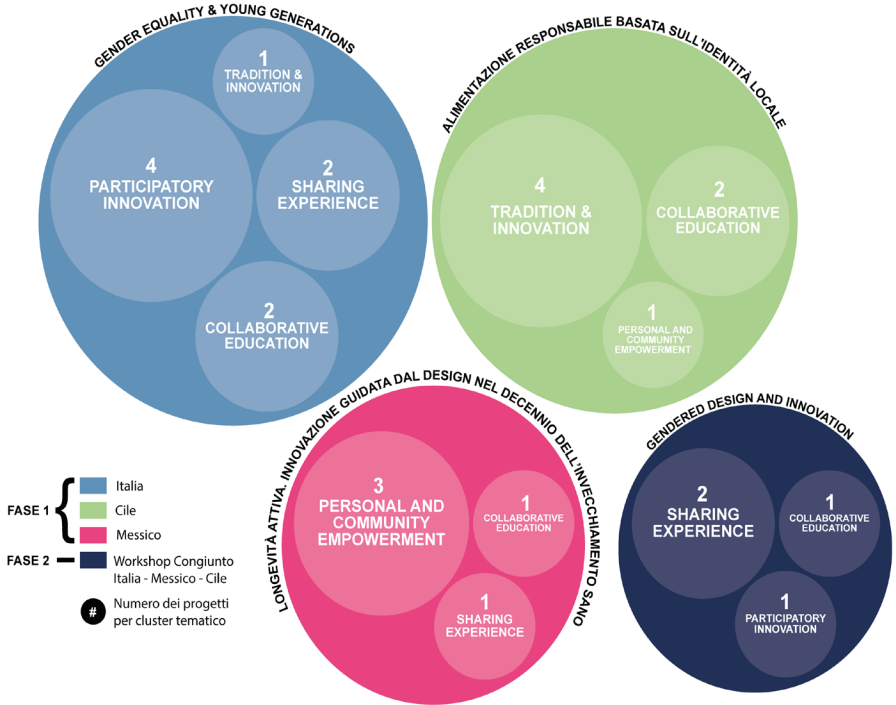 GENDER EQUALITY & YOUNG GENERATIONS
1
TRADITION &
INNOVATION
4
PARTICIPATORY
INNOVATION
2
SHARING
EXPERIENCE
2
COLLABORATIVE
EDUCATION
ALIMENTAZIONE RESPONSABILE BASATA SULL'IDENTITÀ LOCALE
4
TRADITION &
INNOVATION
2
COLLABORATIVE
EDUCATION
1
PERSONAL AND
COMMUNITY
EMPOWERMENT
LONGEVITÀ ATTIVA. INNOVAZIONE GUIDATA DAL DESIGN NEL DECENNIO DELL'INVECCHIAMENTO SANO
3
PERSONAL AND
COMMUNITY
EMPOWERMENT
1
COLLABORATIVE
EDUCATION
1
SHARING
EXPERIENCE
GENDERED DESIGN AND INNOVATION
2
SHARING
EXPERIENCE
1
COLLABORATIVE
EDUCATION
1
PARTICIPATORY
INNOVATION
FASE 1
Italia
Cile
Messico
FASE 2
Workshop Congiunto
Italia - Messico - Cile
#
Numero dei progetti
per cluster tematico